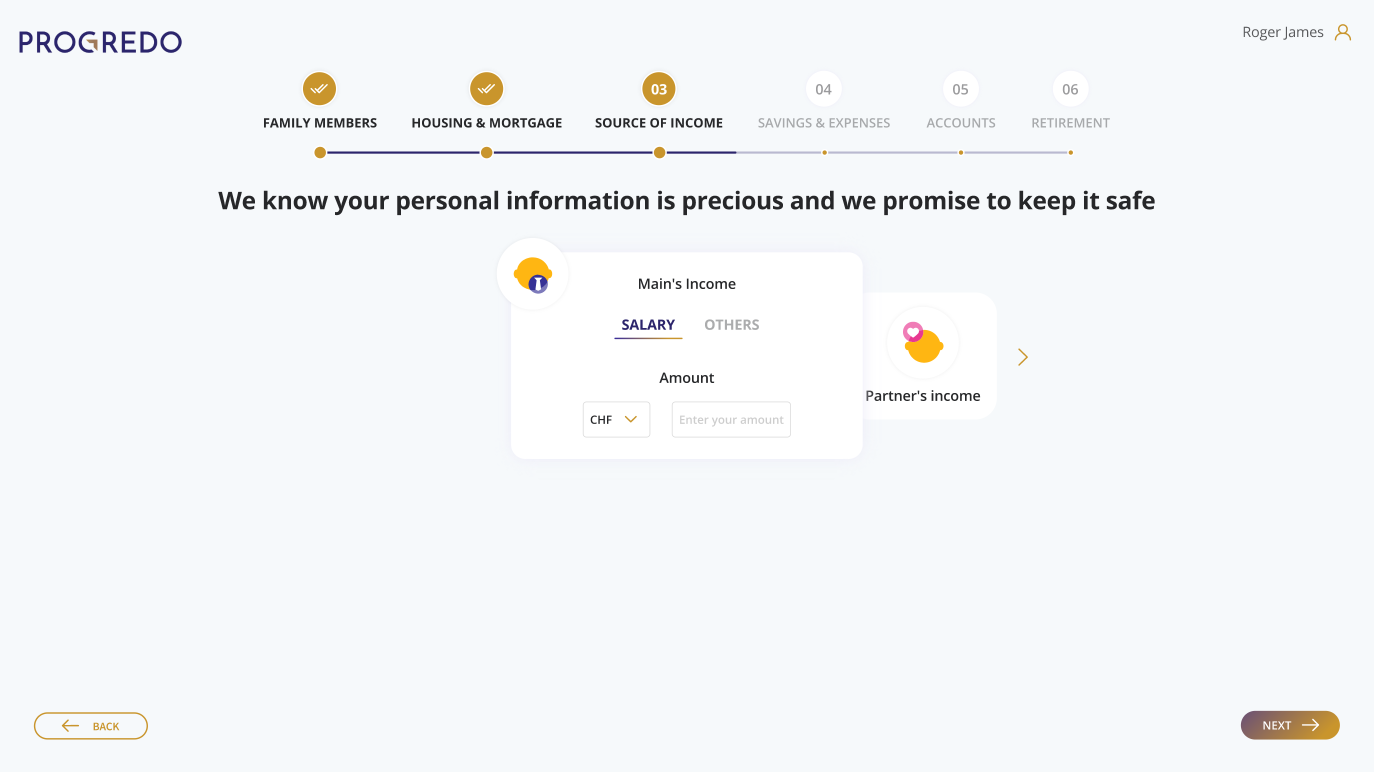 PROGREDO
Roger James
03 04 05 06
FAMILY MEMBERS HOUSING & MORTGAGE SOURCE OF INCOME SAVINGS & EXPENSES ACCOUNTS RETIREMENT
We know your personal information is precious and we promise to keep it safe
Main's Income
SALARY OTHERS
Amount
CHF Enter your amount
Partner's income
BACK NEXT